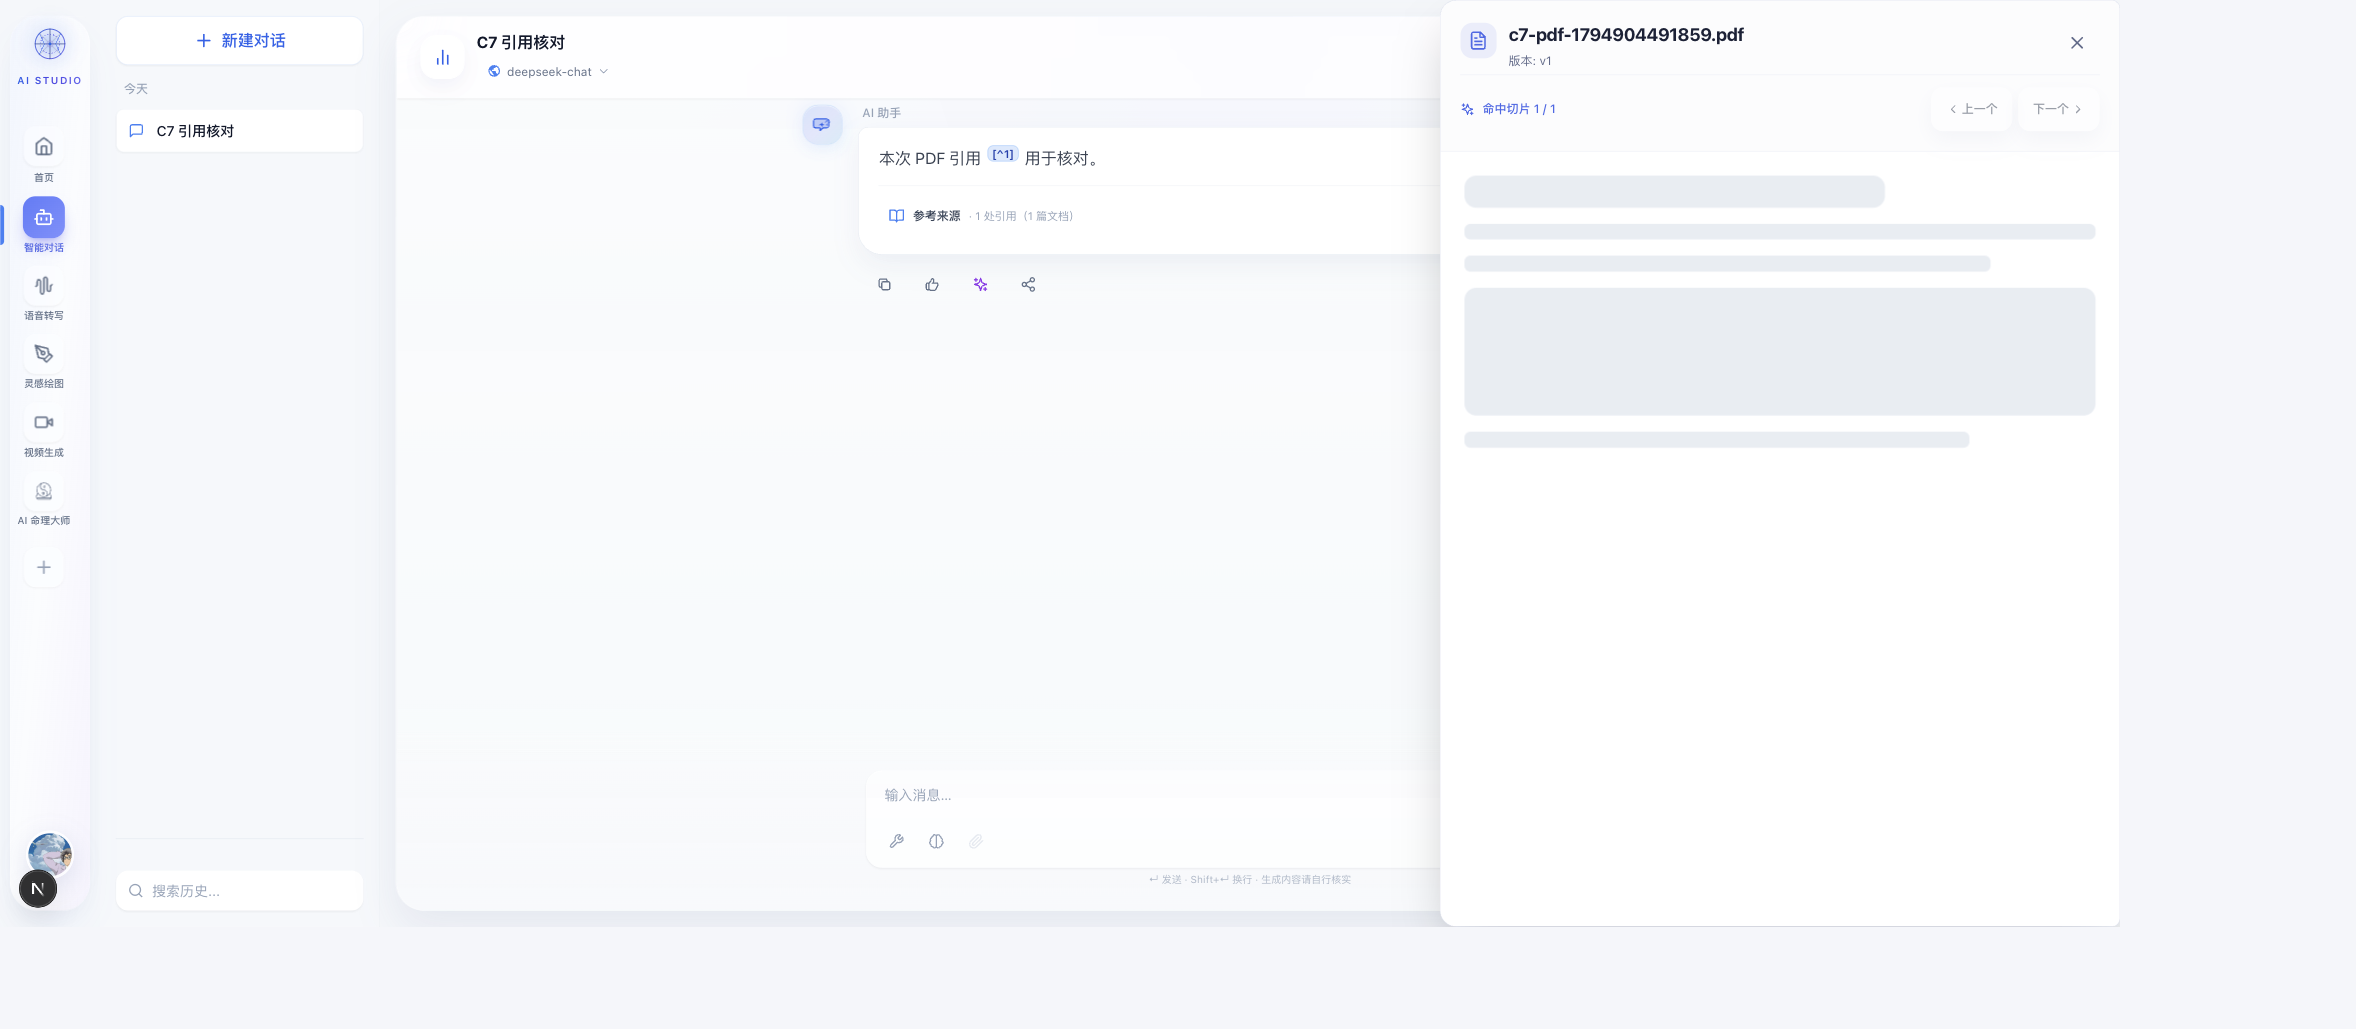 AI STUDIO
首页
智能对话
语音转写
灵感绘图
视频生成
AI 命理大师
N
新建对话
今天
C7 引用核对
搜索历史...
C7 引用核对
deepseek-chat
AI 助手
本次 PDF 引用 [^1] 用于核对。
参考来源 · 1 处引用（1 篇文档）
输入消息...
↵ 发送 · Shift+↵ 换行 · 生成内容请自行核实
c7-pdf-1794904491859.pdf
版本: v1
命中切片 1 / 1
上一个
下一个